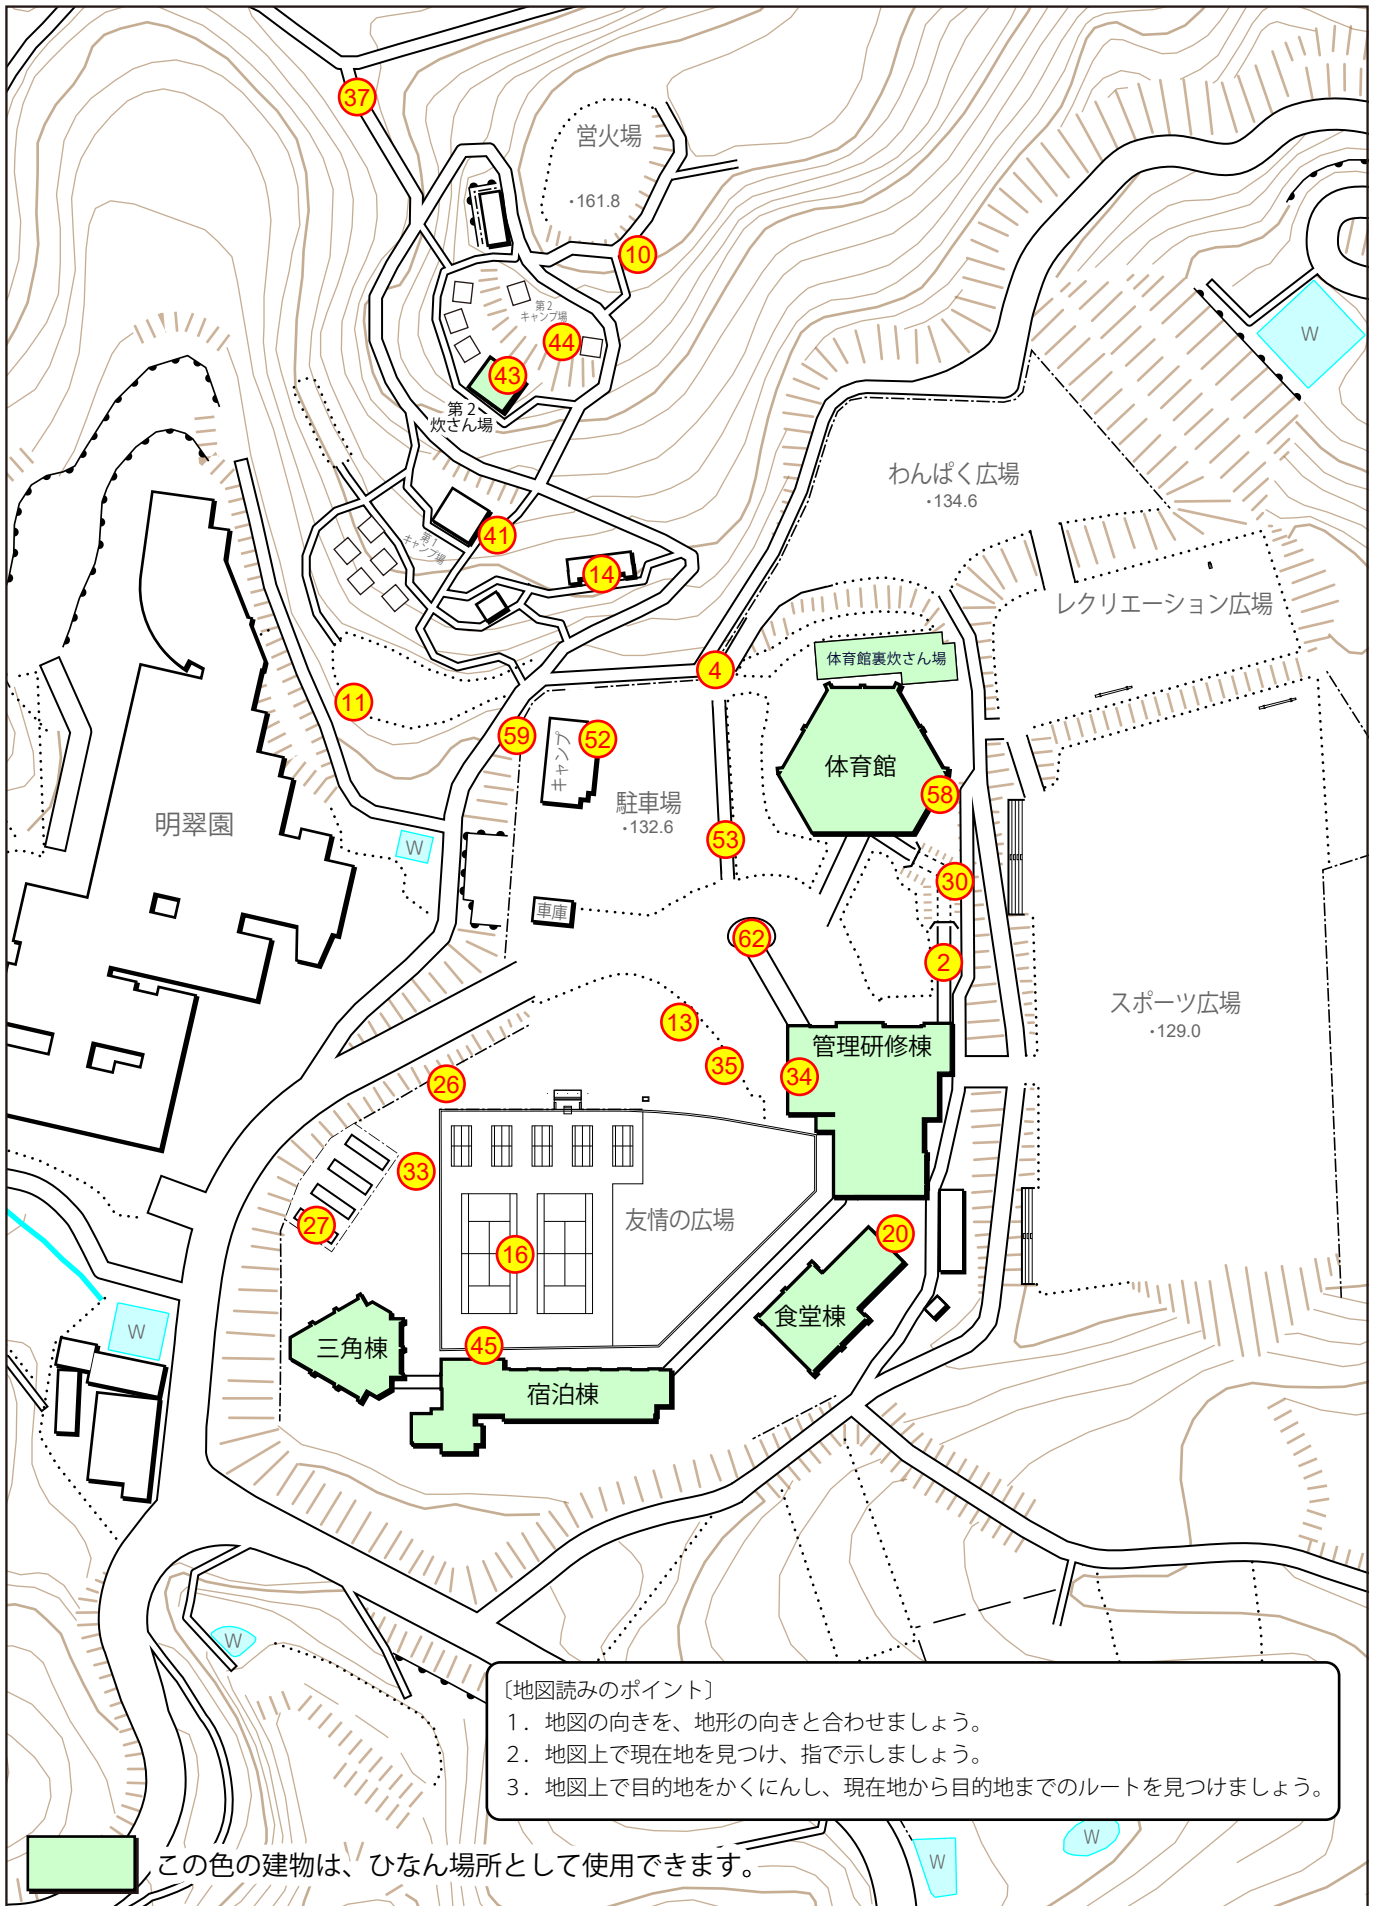 37
営火場
・161.8
10
W
第2
キャンプ場
44
43
第2
炊さん場
わんぱく広場
・134.6
41
第1
キャンプ場
14
レクリエーション広場
体育館裏炊さん場
4
11
59
52
キャンプ
体育館
58
駐車場
・132.6
明翠園
W
53
30
車庫
62
2
スポーツ広場
・129.0
13
管理研修棟
35
34
26
33
27
友情の広場
20
16
W
三角棟
食堂棟
45
宿泊棟
W
〔地図読みのポイント〕
1．地図の向きを、地形の向きと合わせましょう。
2．地図上で現在地を見つけ、指で示しましょう。
3．地図上で目的地をかくにんし、現在地から目的地までのルートを見つけましょう。
W
W
この色の建物は、ひなん場所として使用できます。